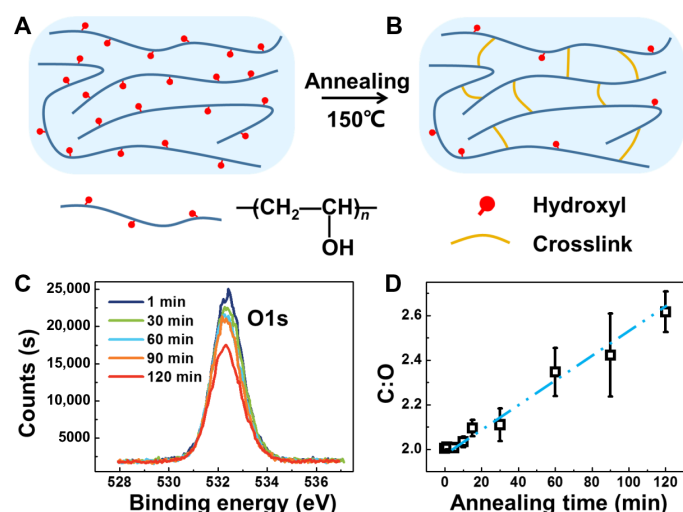 A
B
Annealing
150℃
—(CH₂—CH)ₙ—
OH
Hydroxyl
Crosslink
C
D
25,000
20,000
15,000
10,000
5000
1 min
30 min
60 min
90 min
120 min
O1s
Counts (s)
528
530
532
534
536
Binding energy (eV)
2.6
2.4
2.2
2.0
C:O
0
20
40
60
80
100
120
Annealing time (min)